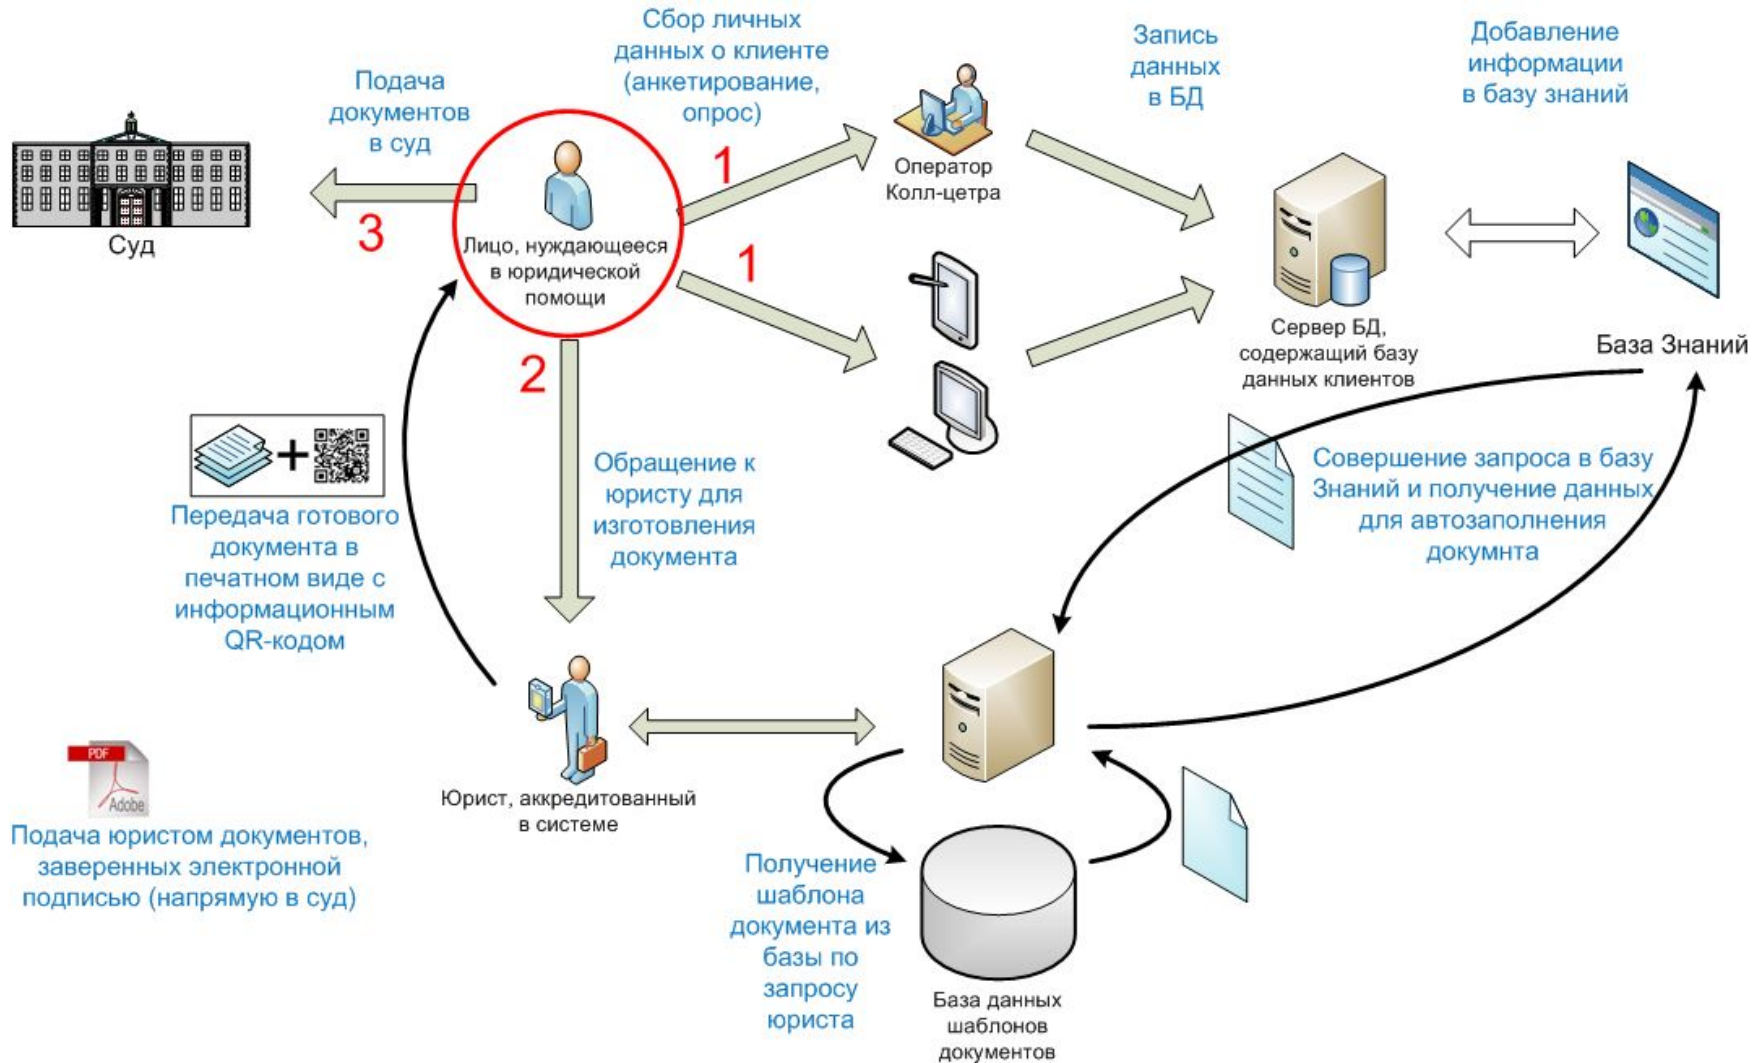 Сбор личных
данных о клиенте
(анкетирование,
опрос)
Запись
данных
в БД
Добавление
информации
в базу знаний
Подача
документов
в суд
1
Оператор
Колл-цетра
Суд
3
Лицо, нуждающееся
в юридической
помощи
1
2
Сервер БД,
содержащий базу
данных клиентов
База Знаний
Обращение к
юристу для
изготовления
документа
Совершение запроса в базу
Знаний и получение данных
для автозаполнения
докумнта
+
Передача готового
документа в
печатном виде с
информационным
QR-кодом
PDF
Adobe
Подача юристом документов,
заверенных электронной
подписью (напрямую в суд)
Юрист, аккредитованный
в системе
Получение
шаблона
документа из
базы по
запросу
юриста
База данных
шаблонов
документов